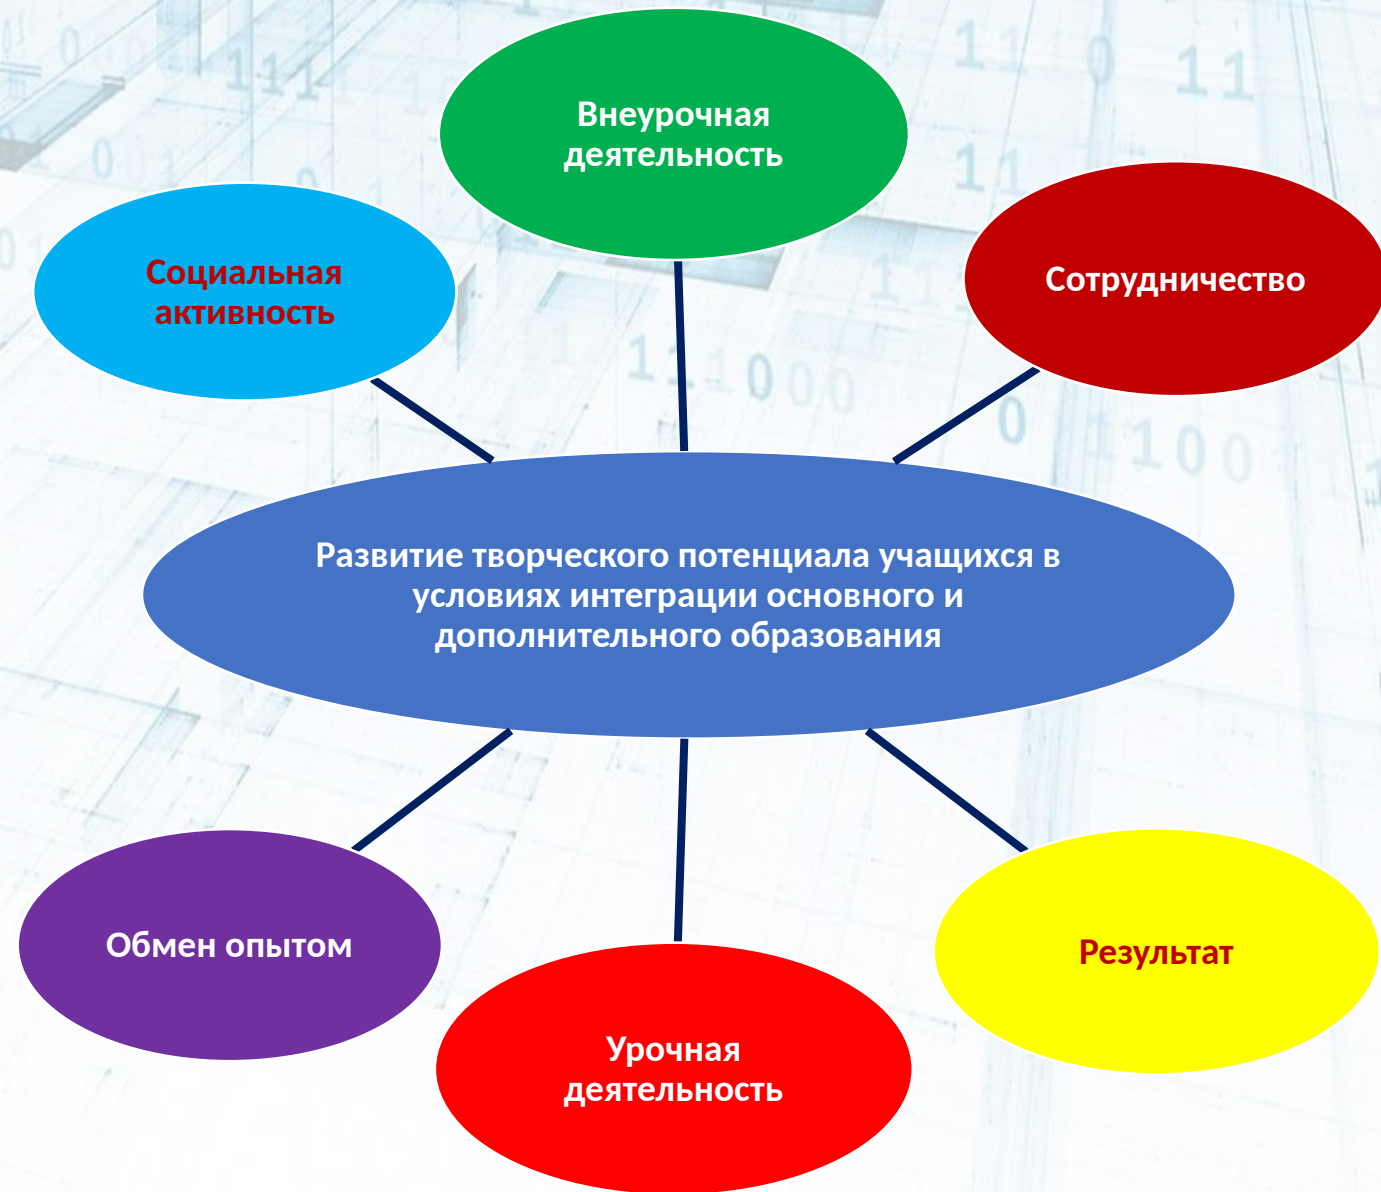 Внеурочная
деятельность
Социальная
активность
Сотрудничество
Развитие творческого потенциала учащихся в
условиях интеграции основного и
дополнительного образования
Обмен опытом
Результат
Урочная
деятельность